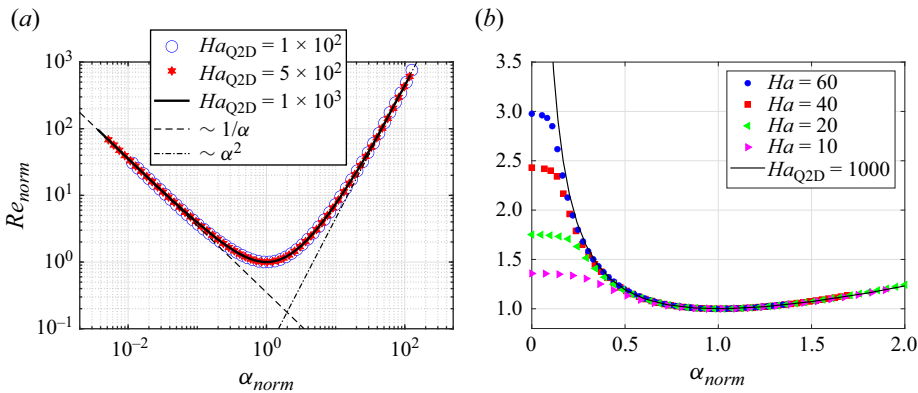 (a)
Ha_Q2D = 1 × 10^2
Ha_Q2D = 5 × 10^2
Ha_Q2D = 1 × 10^3
~ 1/α
~ α^2
10^3
10^2
10^1
10^0
10^−1
Re_norm
10^−2
10^0
10^2
α_norm
(b)
Ha = 60
Ha = 40
Ha = 20
Ha = 10
Ha_Q2D = 1000
3.5
3.0
2.5
2.0
1.5
1.0
0
0.5
1.0
1.5
2.0
α_norm